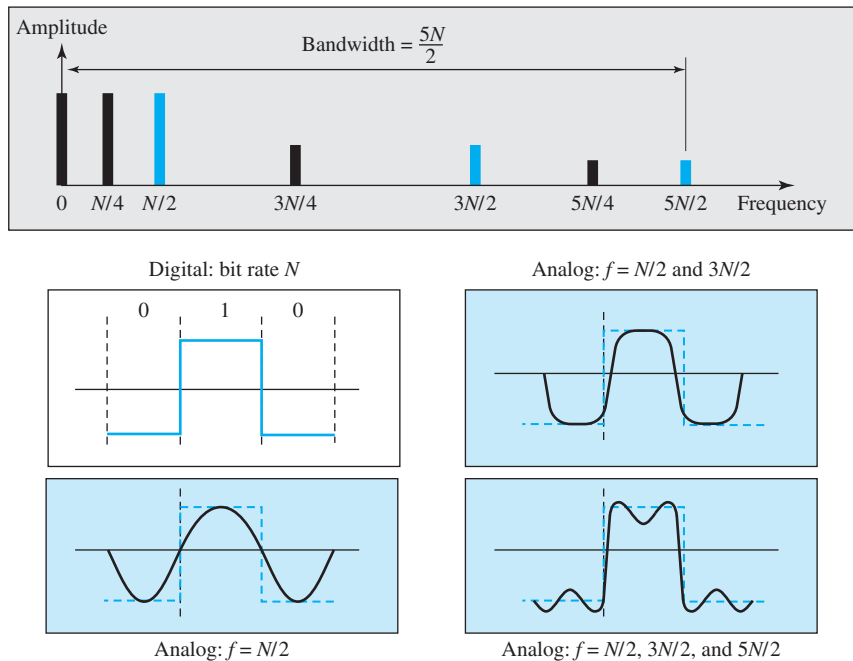 Amplitude
Bandwidth = 5N/2
0 N/4 N/2 3N/4 3N/2 5N/4 5N/2 Frequency
Digital: bit rate N
0 1 0
Analog: f = N/2 and 3N/2
Analog: f = N/2
Analog: f = N/2, 3N/2, and 5N/2